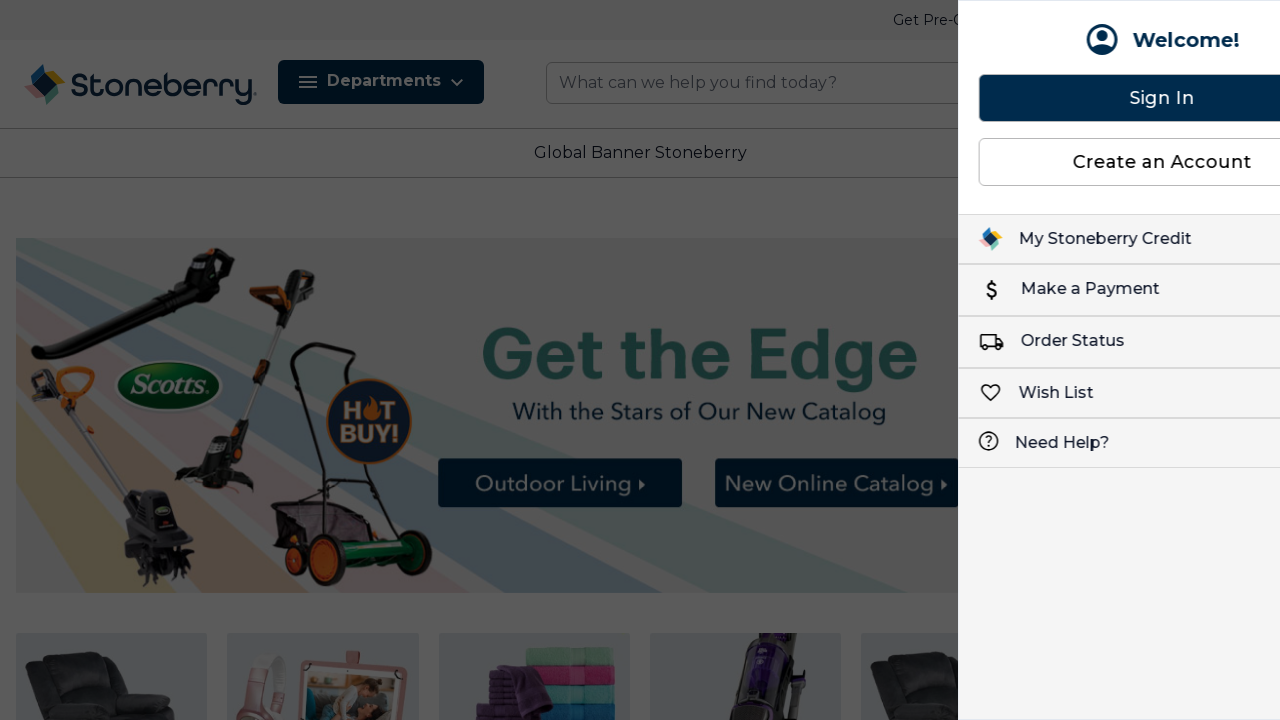 Get Pre-
Stoneberry
Departments
What can we help you find today?
Global Banner Stoneberry
Scotts
HOT
BUY!
Get the Edge
With the Stars of Our New Catalog
Outdoor Living
New Online Catalog
Welcome!
Sign In
Create an Account
My Stoneberry Credit
Make a Payment
Order Status
Wish List
Need Help?